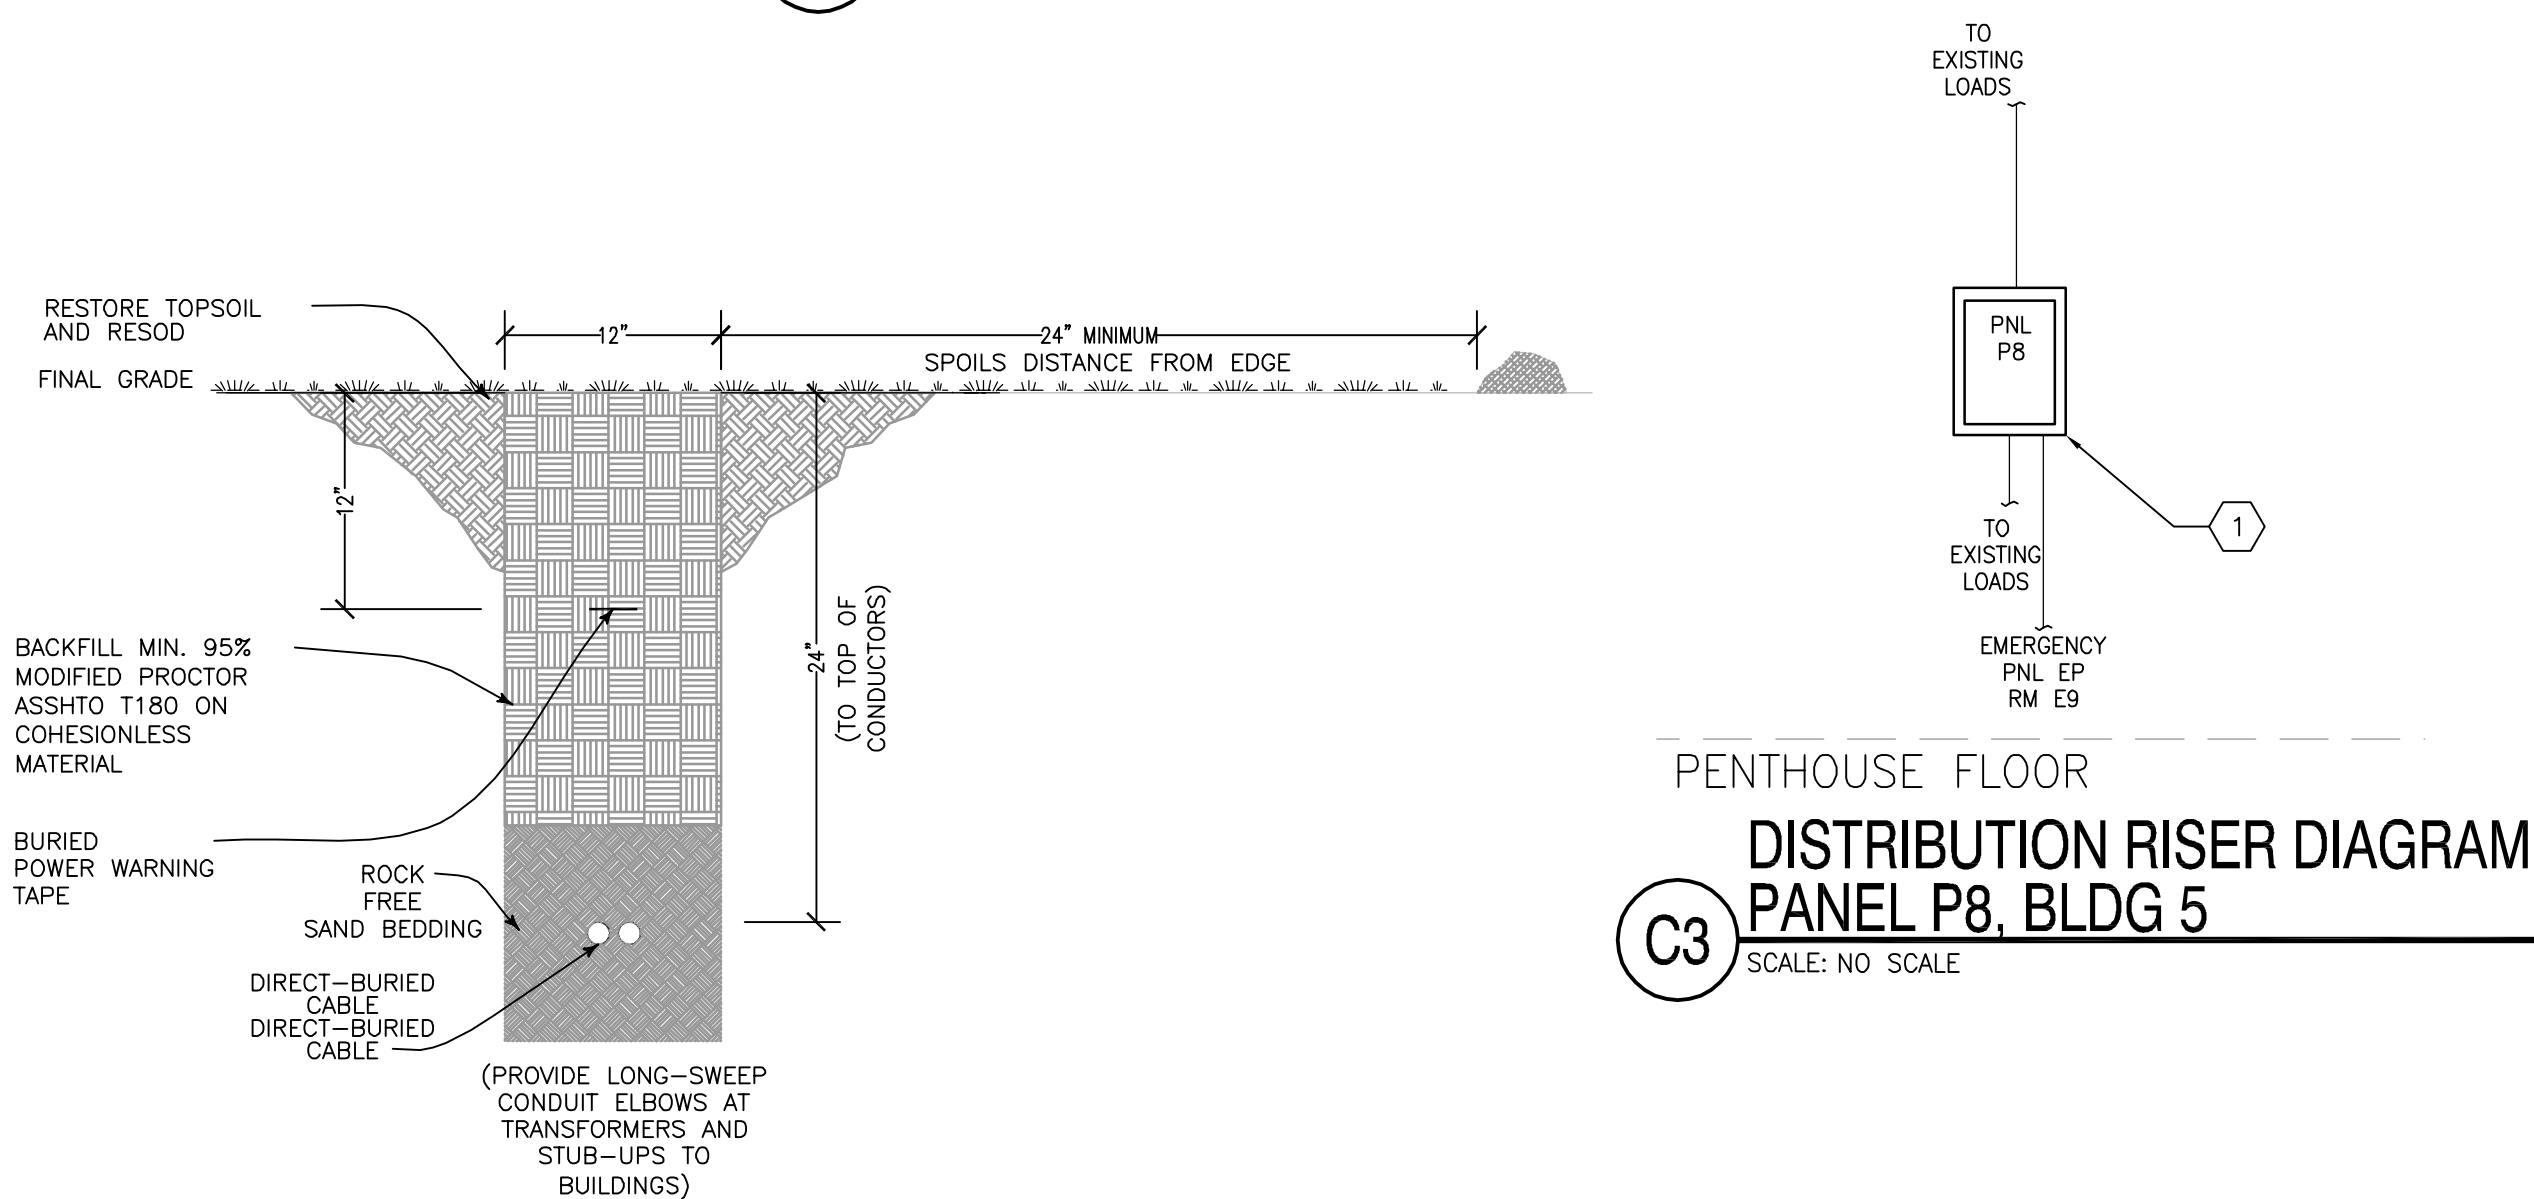 RESTORE TOPSOIL
AND RESOD
FINAL GRADE
12"
24" MINIMUM
SPOILS DISTANCE FROM EDGE
12"
24"
(TO TOP OF
CONDUCTORS)
BACKFILL MIN. 95%
MODIFIED PROCTOR
ASSHTO T180 ON
COHESIONLESS
MATERIAL
BURIED
POWER WARNING
TAPE
ROCK
FREE
SAND BEDDING
DIRECT-BURIED
CABLE
DIRECT-BURIED
CABLE
(PROVIDE LONG-SWEEP
CONDUIT ELBOWS AT
TRANSFORMERS AND
STUB-UPS TO
BUILDINGS)
TO
EXISTING
LOADS
PNL
P8
1
TO
EXISTING
LOADS
EMERGENCY
PNL EP
RM E9
PENTHOUSE FLOOR
DISTRIBUTION RISER DIAGRAM
PANEL P8, BLDG 5
C3
SCALE: NO SCALE